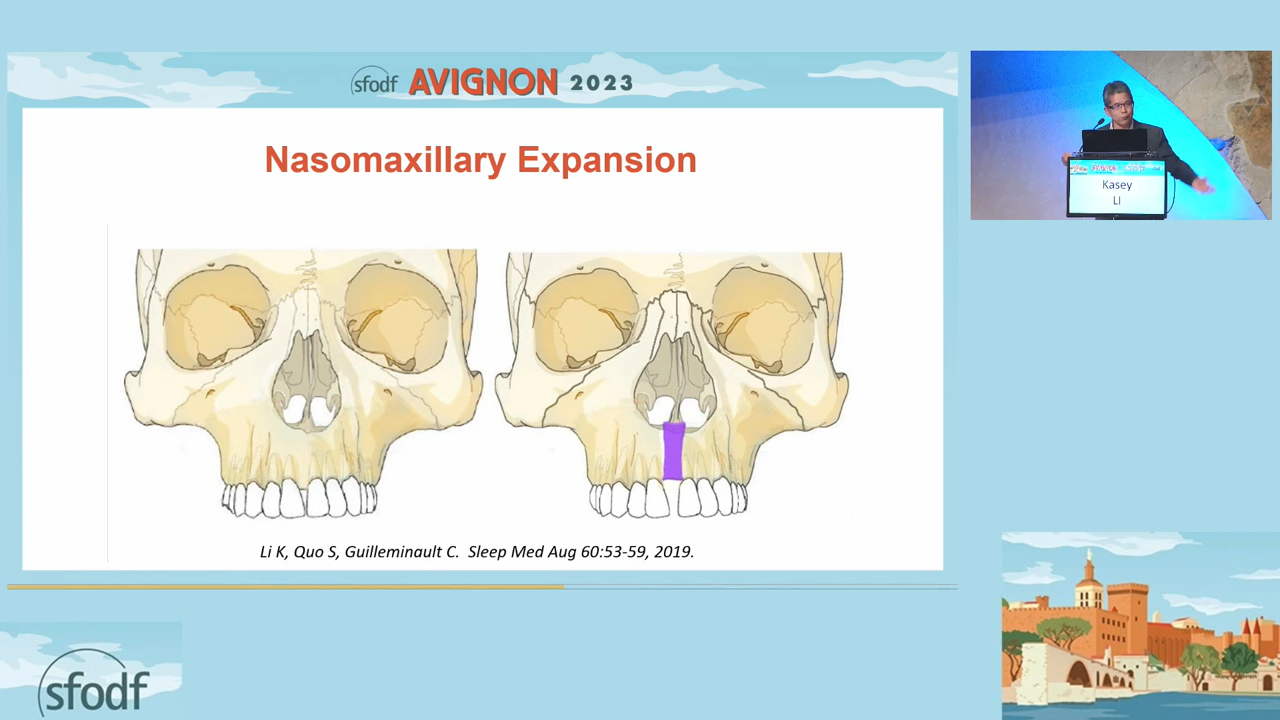 sfodf AVIGNON 2023
Nasomaxillary Expansion
Li K, Quo S, Guilleminault C. Sleep Med Aug 60:53-59, 2019.
Kasey
LI
sfodf